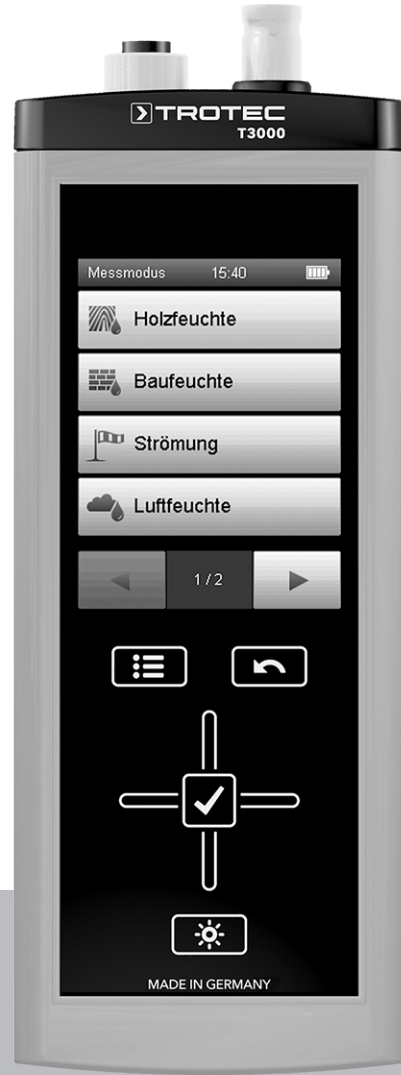 TROTEC
T3000
Messmodus 15:40
Holzfeuchte
Baufeuchte
Strömung
Luftfeuchte
1 / 2
MADE IN GERMANY